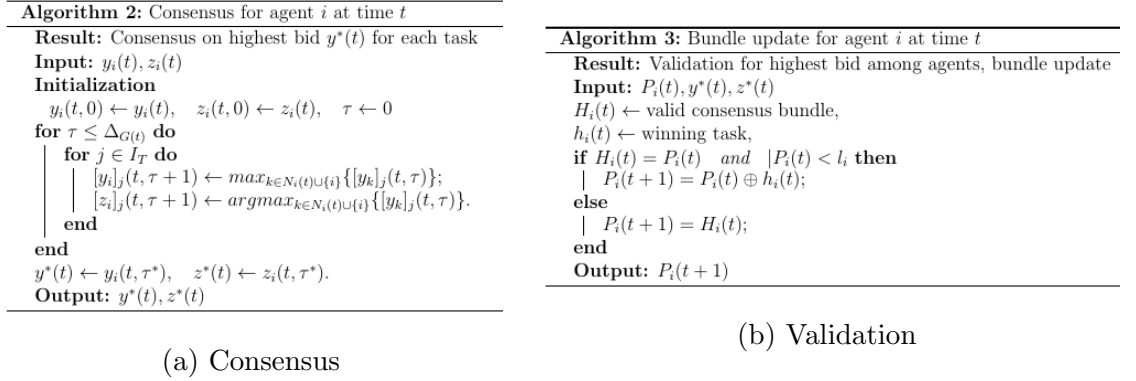 Algorithm 2: Consensus for agent i at time t
Result: Consensus on highest bid y*(t) for each task
Input: y_i(t), z_i(t)
Initialization
y_i(t, 0) ← y_i(t), z_i(t, 0) ← z_i(t), τ ← 0
for τ ≤ Δ_{G(t)} do
for j ∈ I_T do
[y_i]_j(t, τ + 1) ← max_{k∈N_i(t)∪{i}}{[y_k]_j(t, τ)};
[z_i]_j(t, τ + 1) ← argmax_{k∈N_i(t)∪{i}}{[y_k]_j(t, τ)}.
end
end
y*(t) ← y_i(t, τ*), z*(t) ← z_i(t, τ*).
Output: y*(t), z*(t)
(a) Consensus
Algorithm 3: Bundle update for agent i at time t
Result: Validation for highest bid among agents, bundle update
Input: P_i(t), y*(t), z*(t)
H_i(t) ← valid consensus bundle,
h_i(t) ← winning task,
if H_i(t) = P_i(t) and |P_i(t) < l_i then
P_i(t + 1) = P_i(t) ⊕ h_i(t);
else
P_i(t + 1) = H_i(t);
end
Output: P_i(t + 1)
(b) Validation